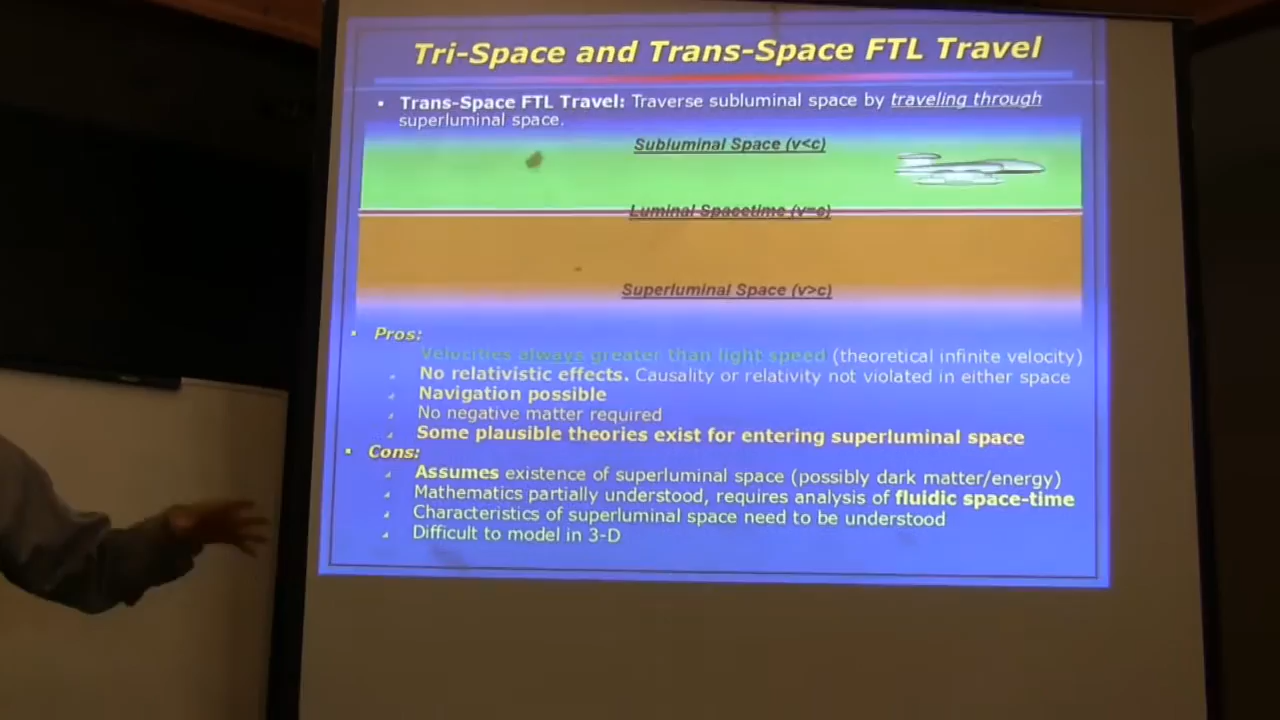 Tri-Space and Trans-Space FTL Travel
Trans-Space FTL Travel: Traverse subluminal space by traveling through
superluminal space.
Subluminal Space (v<c)
Luminal Spacetime (v=c)
Superluminal Space (v>c)
Pros:
Velocities always greater than light speed (theoretical infinite velocity)
No relativistic effects. Causality or relativity not violated in either space
Navigation possible
No negative matter required
Some plausible theories exist for entering superluminal space
Cons:
Assumes existence of superluminal space (possibly dark matter/energy)
Mathematics partially understood, requires analysis of fluidic space-time
Characteristics of superluminal space need to be understood
Difficult to model in 3-D